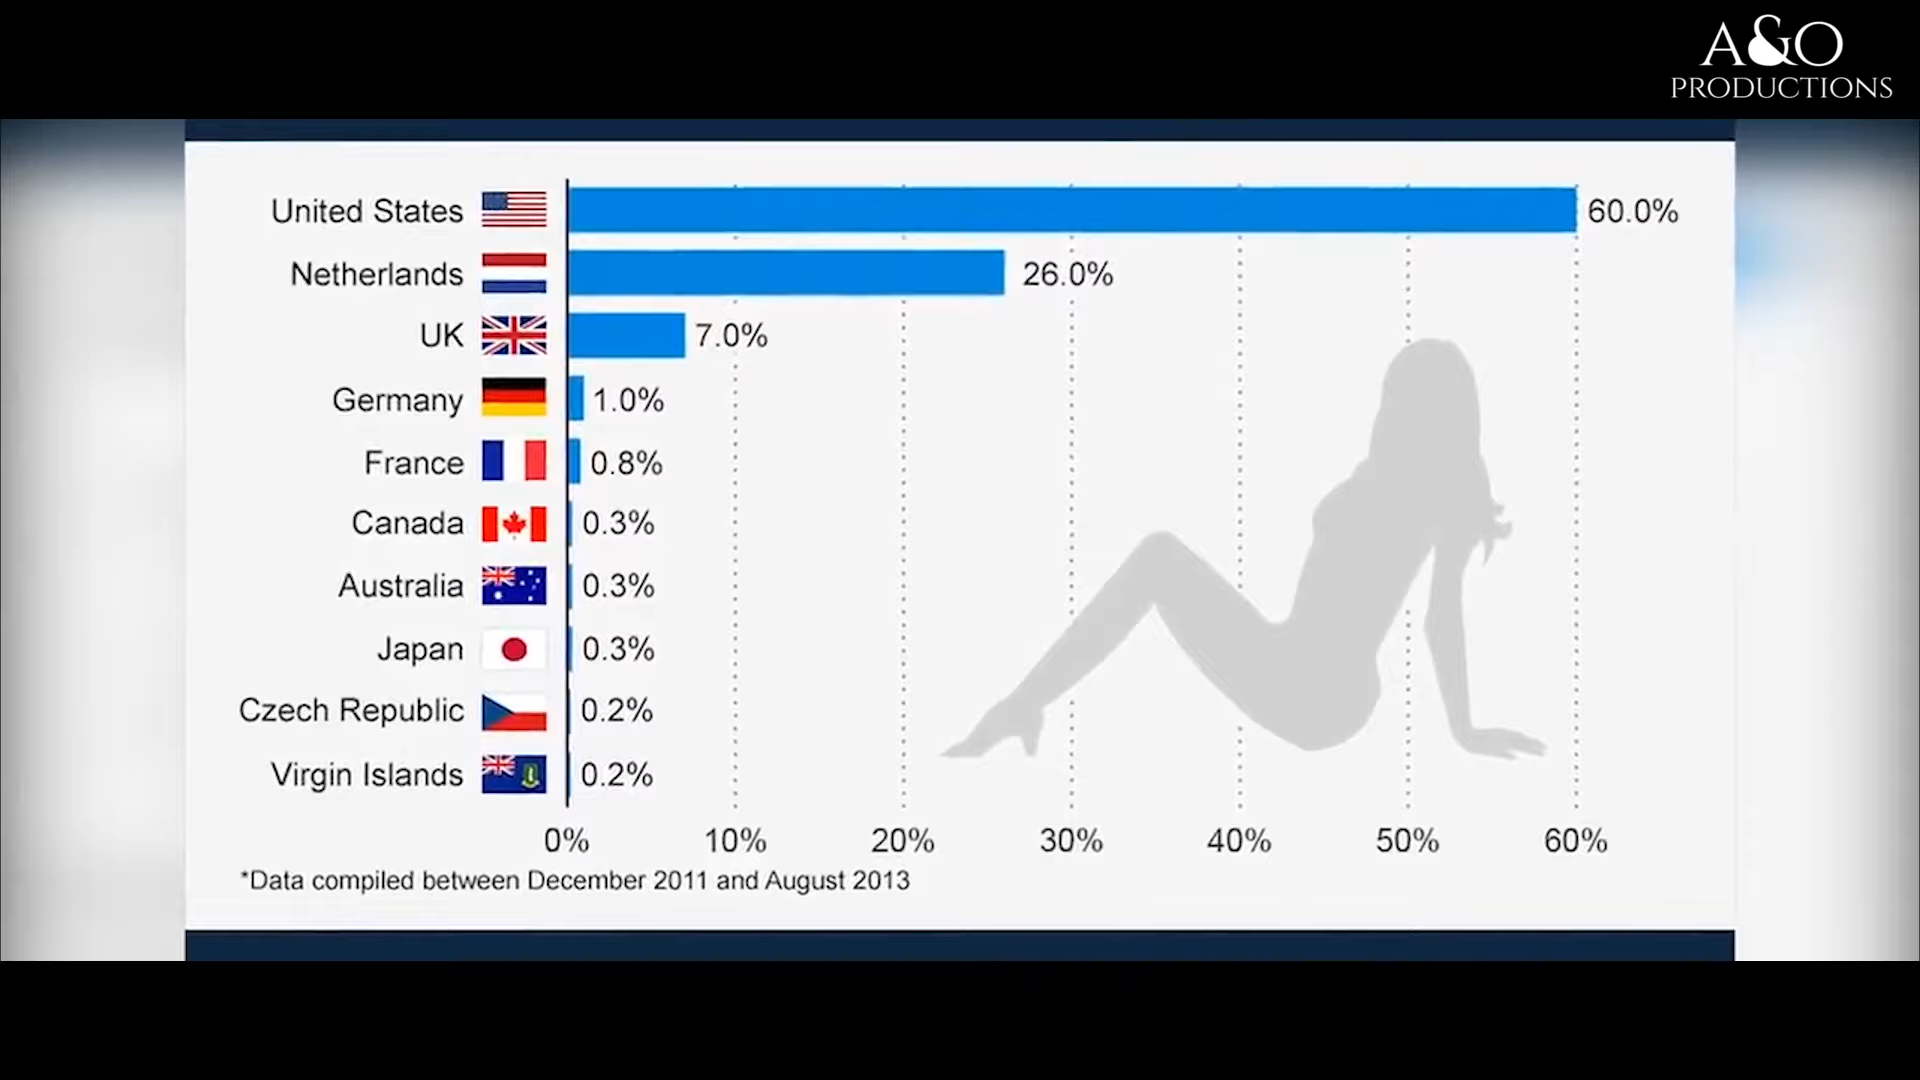 A&O
PRODUCTIONS
United States 60.0%
Netherlands 26.0%
UK 7.0%
Germany 1.0%
France 0.8%
Canada 0.3%
Australia 0.3%
Japan 0.3%
Czech Republic 0.2%
Virgin Islands 0.2%
0% 10% 20% 30% 40% 50% 60%
*Data compiled between December 2011 and August 2013